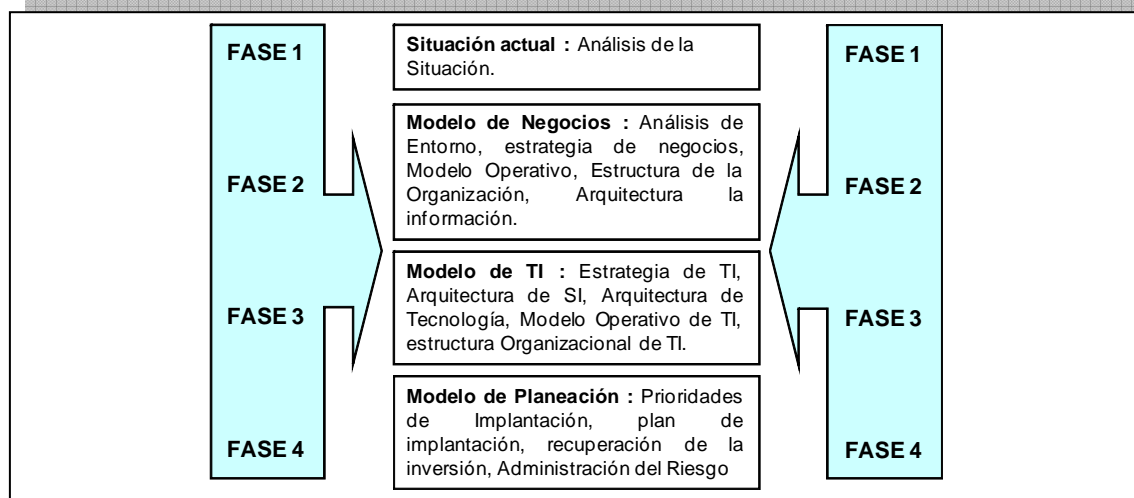 FASE 1
Situación actual : Análisis de la
Situación.
FASE 1
FASE 2
Modelo de Negocios : Análisis de
Entorno, estrategia de negocios,
Modelo Operativo, Estructura de la
Organización, Arquitectura la
información.
FASE 2
FASE 3
Modelo de TI : Estrategia de TI,
Arquitectura de SI, Arquitectura de
Tecnología, Modelo Operativo de TI,
estructura Organizacional de TI.
FASE 3
FASE 4
Modelo de Planeación : Prioridades
de Implantación, plan de
implantación, recuperación de la
inversión, Administración del Riesgo
FASE 4